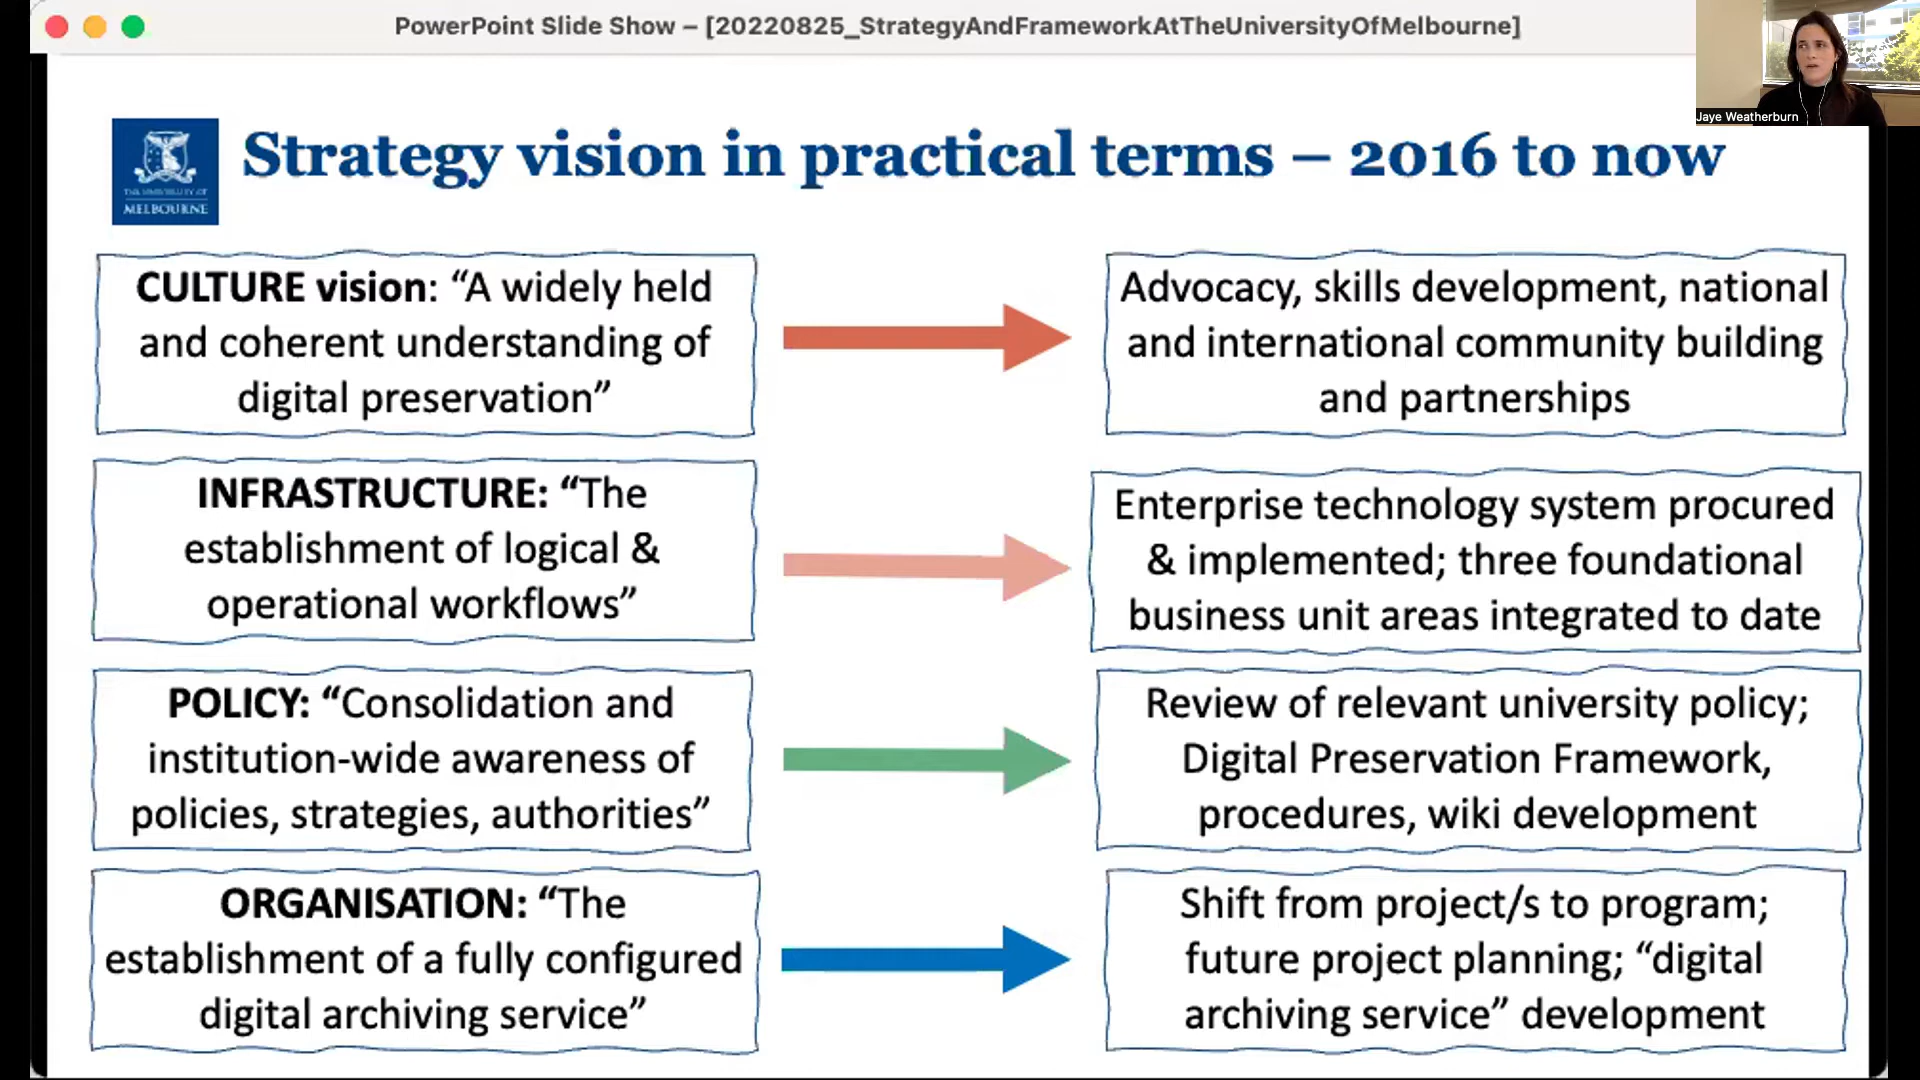 PowerPoint Slide Show – [20220825_StrategyAndFrameworkAtTheUniversityOfMelbourne]
Jaye Weatherburn
THE UNIVERSITY OF
MELBOURNE
Strategy vision in practical terms – 2016 to now
CULTURE vision: “A widely held
and coherent understanding of
digital preservation”
Advocacy, skills development, national
and international community building
and partnerships
INFRASTRUCTURE: “The
establishment of logical &
operational workflows”
Enterprise technology system procured
& implemented; three foundational
business unit areas integrated to date
POLICY: “Consolidation and
institution-wide awareness of
policies, strategies, authorities”
Review of relevant university policy;
Digital Preservation Framework,
procedures, wiki development
ORGANISATION: “The
establishment of a fully configured
digital archiving service”
Shift from project/s to program;
future project planning; “digital
archiving service” development